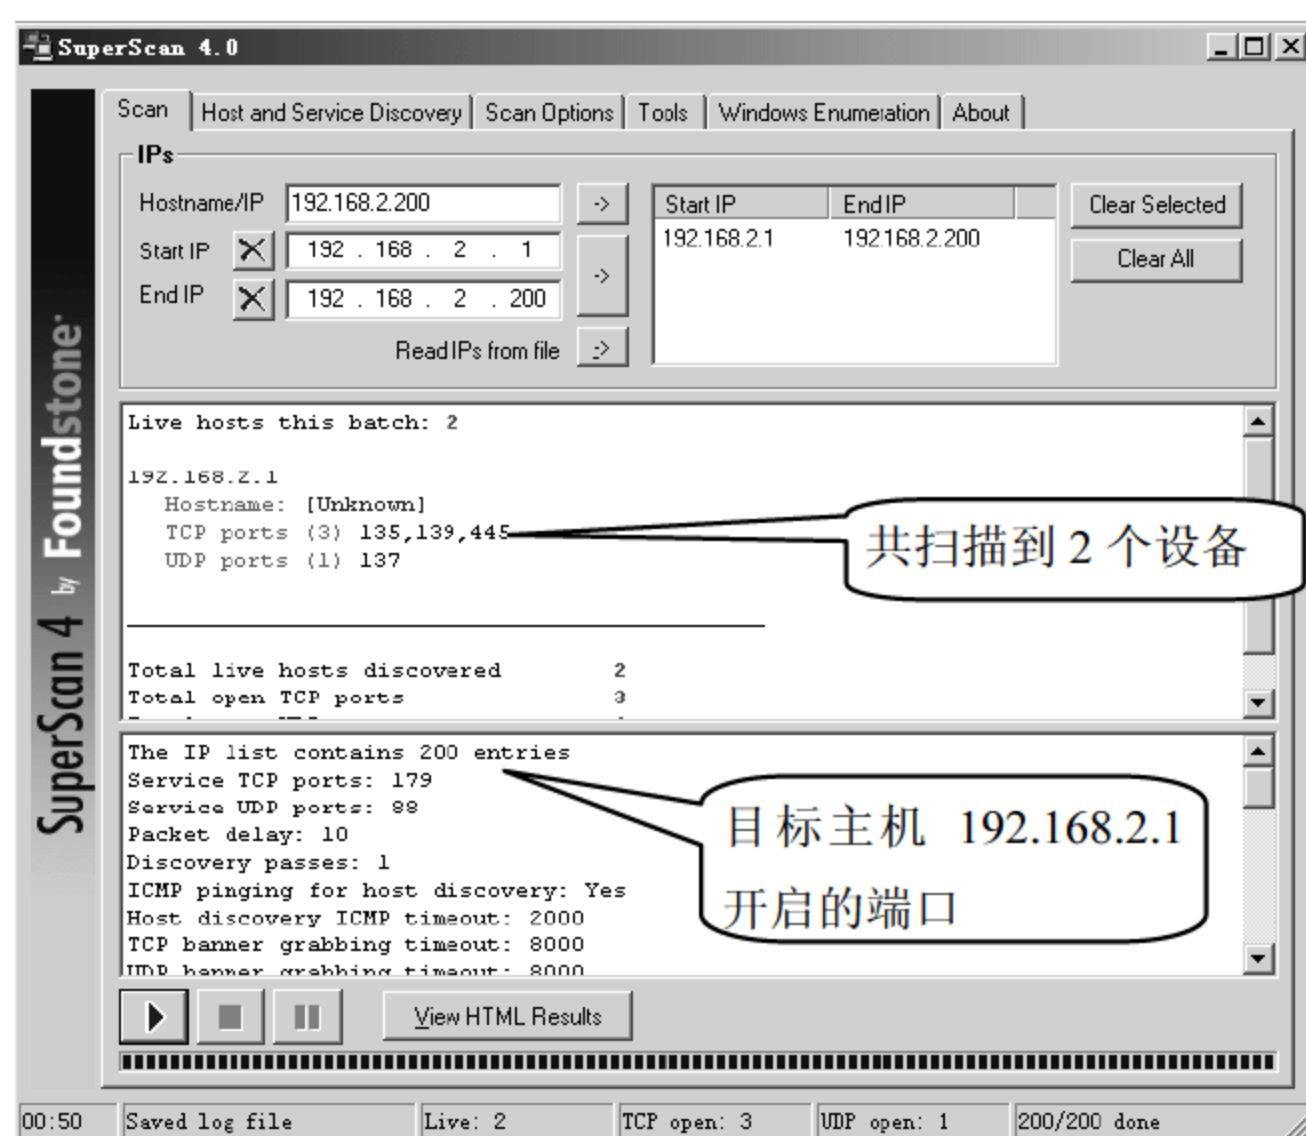 SuperScan 4.0
Scan Host and Service Discovery Scan Options Tools Windows Enumeration About
IPs
Hostname/IP 192.168.2.200 -> Start IP End IP Clear Selected
Start IP 192 . 168 . 2 . 1 -> 192.168.2.1 192.168.2.200 Clear All
End IP 192 . 168 . 2 . 200
Read IPs from file ->
SuperScan 4 by Foundstone
Live hosts this batch: 2
192.168.2.1
Hostname: [Unknown]
TCP ports (3) 135,139,445
UDP ports (1) 137
共扫描到 2 个设备
Total live hosts discovered 2
Total open TCP ports 3
The IP list contains 200 entries
Service TCP ports: 179
Service UDP ports: 88
Packet delay: 10
Discovery passes: 1
ICMP pinging for host discovery: Yes
Host discovery ICMP timeout: 2000
TCP banner grabbing timeout: 8000
UDP banner grabbing timeout: 8000
目标主机 192.168.2.1
开启的端口
View HTML Results
00:50 Saved log file Live: 2 TCP open: 3 UDP open: 1 200/200 done